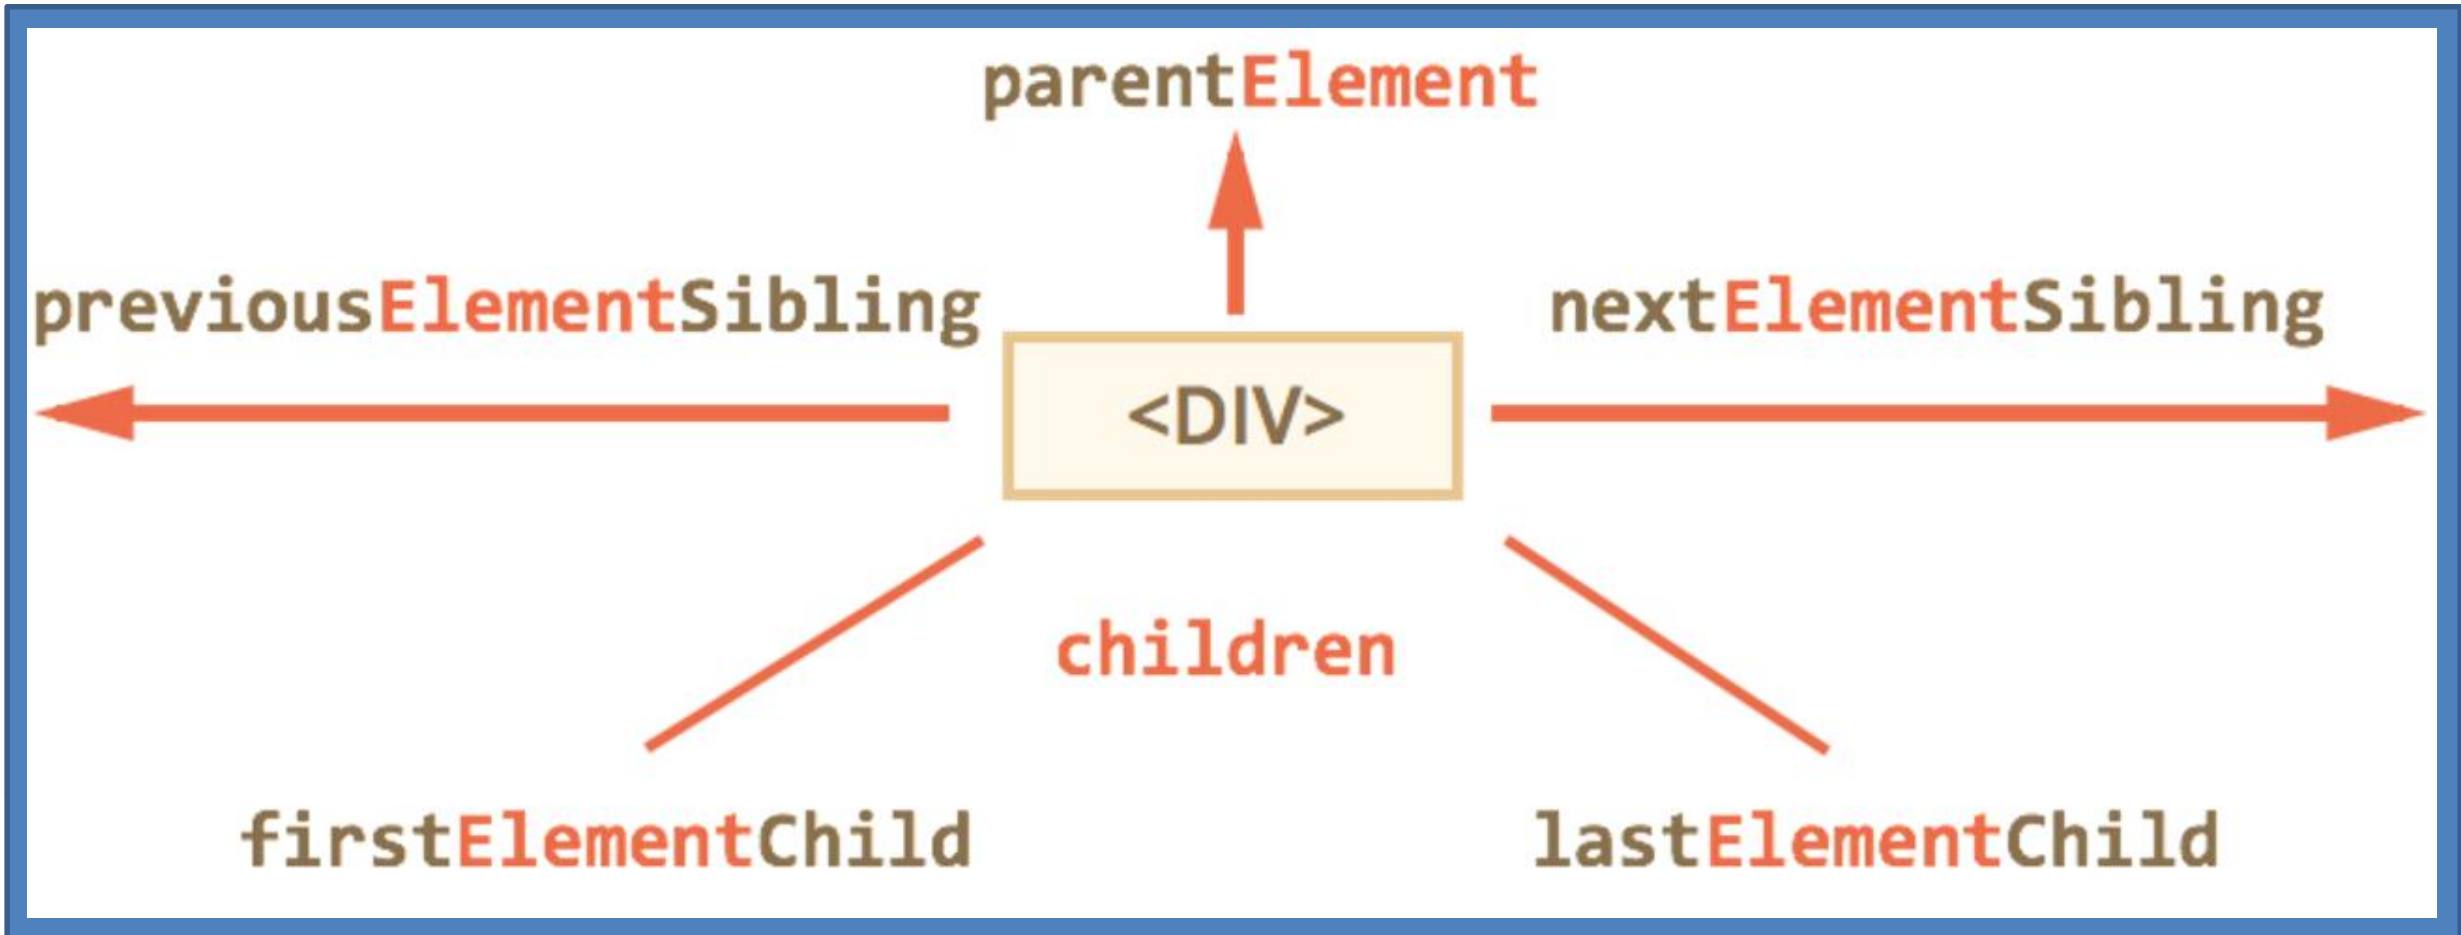 parentElement
previousElementSibling
nextElementSibling
<DIV>
children
firstElementChild
lastElementChild